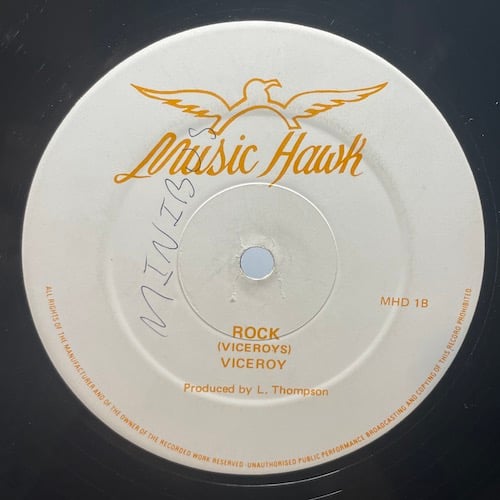 Music Hawk
MINIBUS
MHD 1B
ROCK
(VICEROYS)
VICEROY
Produced by L. Thompson
ALL RIGHTS OF THE MANUFACTURER AND OF THE OWNER OF THE RECORDED WORK RESERVED · UNAUTHORISED PUBLIC PERFORMANCE BROADCASTING AND COPYING OF THIS RECORD PROHIBITED.